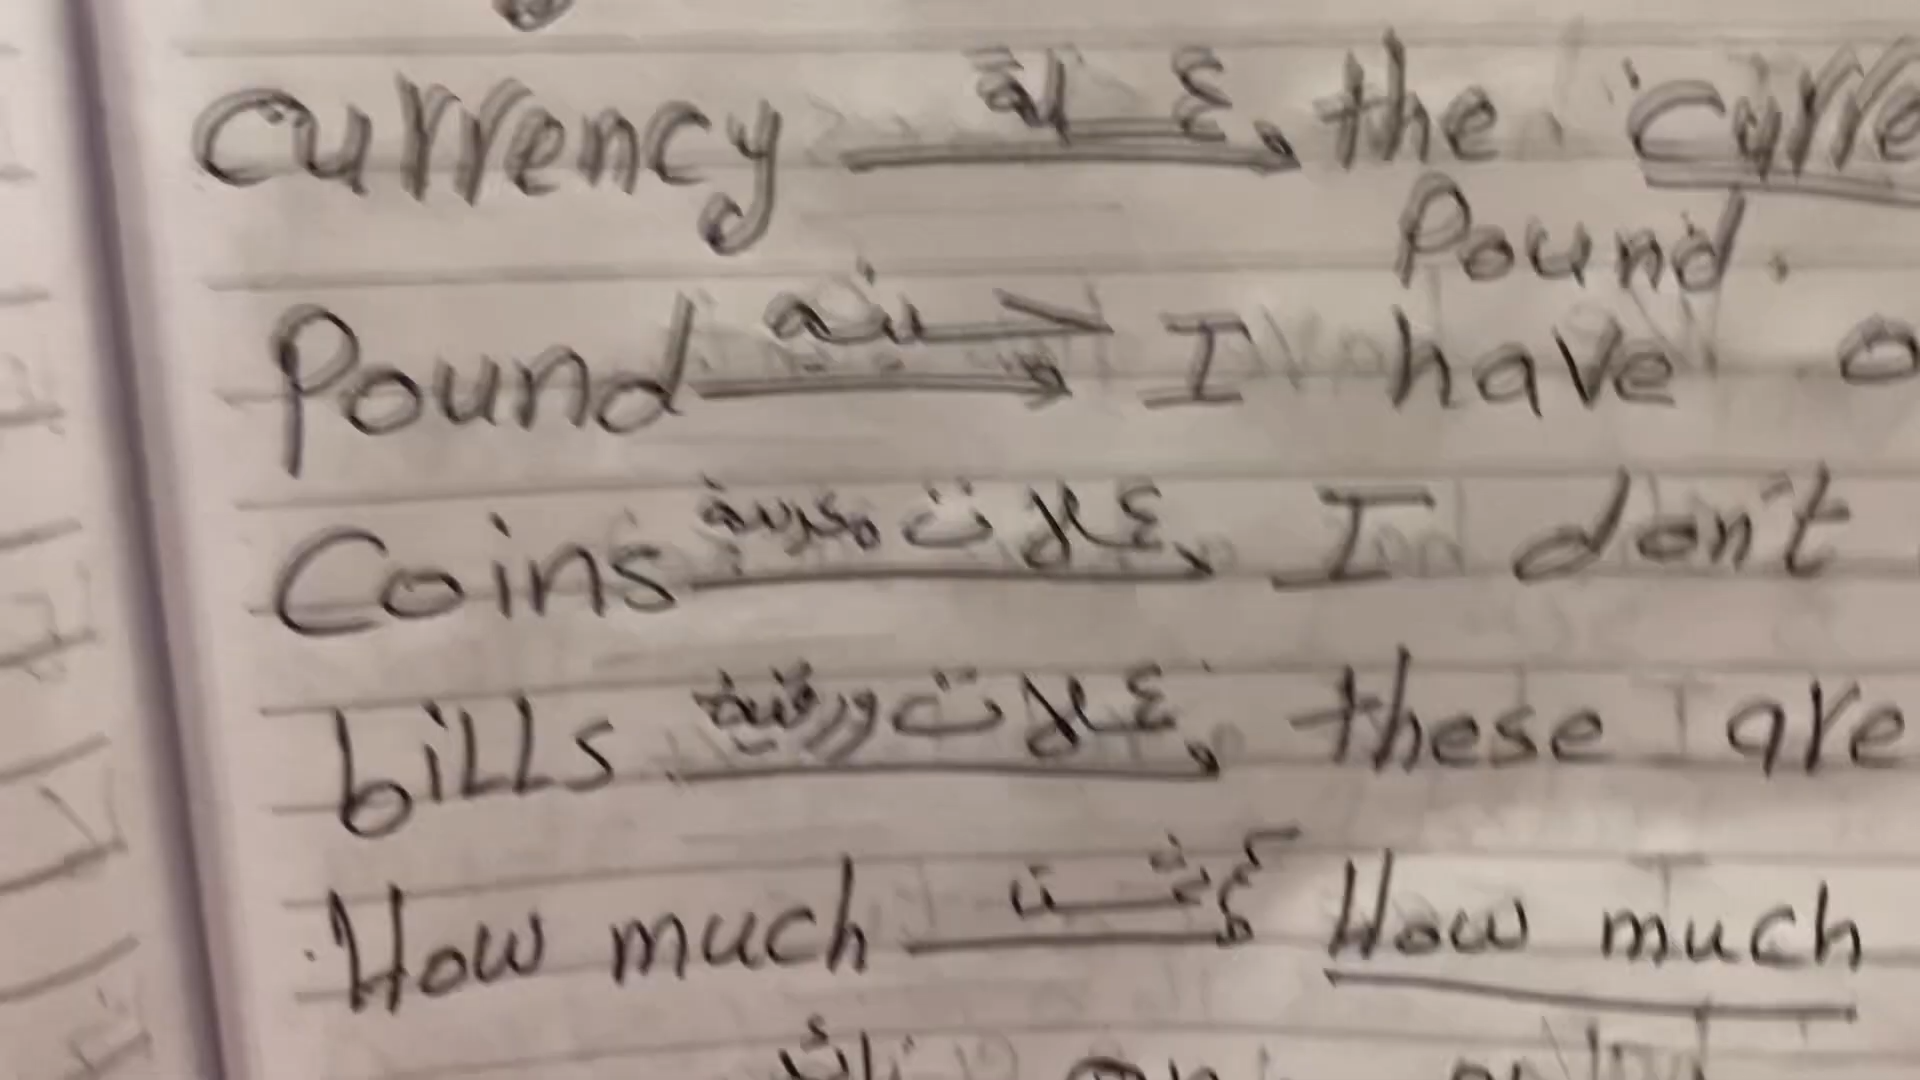 currency عملة the curre
Pound.
Pound جنيه I have
Coins عملات معدنية I don't
bills عملات ورقية these are
How much How much